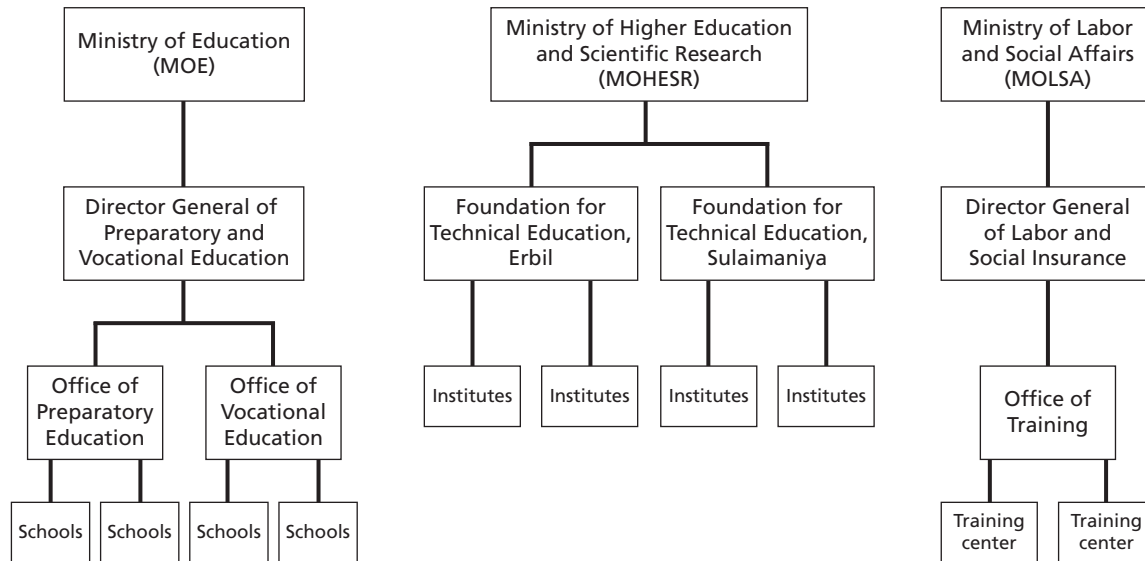 Ministry of Education
(MOE)
Ministry of Higher Education
and Scientific Research
(MOHESR)
Ministry of Labor
and Social Affairs
(MOLSA)
Director General of
Preparatory and
Vocational Education
Foundation for
Technical Education,
Erbil
Foundation for
Technical Education,
Sulaimaniya
Director General
of Labor and
Social Insurance
Office of
Preparatory
Education
Office of
Vocational
Education
Institutes
Institutes
Institutes
Institutes
Office of
Training
Schools
Schools
Schools
Schools
Training
center
Training
center